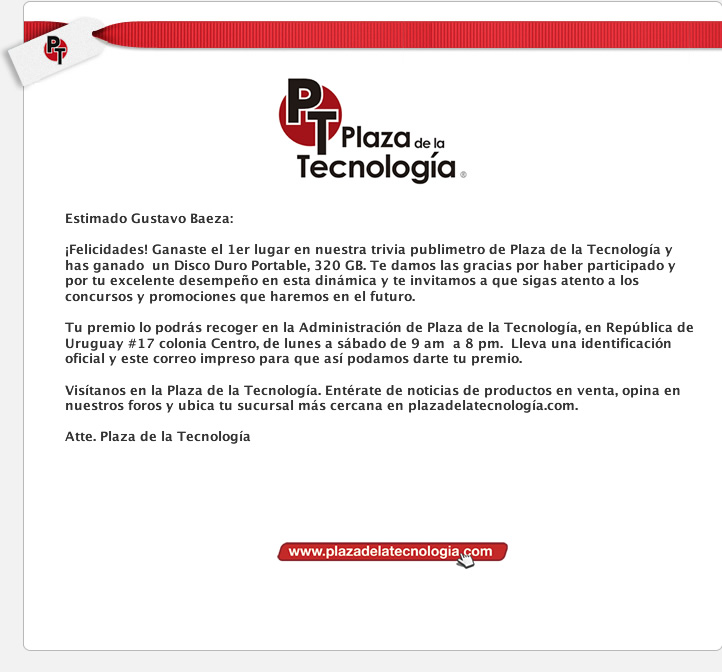 PT
PT
Plaza de la
Tecnología ®
Estimado Gustavo Baeza:
¡Felicidades! Ganaste el 1er lugar en nuestra trivia publimetro de Plaza de la Tecnología y
has ganado  un Disco Duro Portable, 320 GB. Te damos las gracias por haber participado y
por tu excelente desempeño en esta dinámica y te invitamos a que sigas atento a los
concursos y promociones que haremos en el futuro.
Tu premio lo podrás recoger en la Administración de Plaza de la Tecnología, en República de
Uruguay #17 colonia Centro, de lunes a sábado de 9 am  a 8 pm.  Lleva una identificación
oficial y este correo impreso para que así podamos darte tu premio.
Visítanos en la Plaza de la Tecnología. Entérate de noticias de productos en venta, opina en
nuestros foros y ubica tu sucursal más cercana en plazadelatecnología.com.
Atte. Plaza de la Tecnología
www.plazadelatecnologia.com